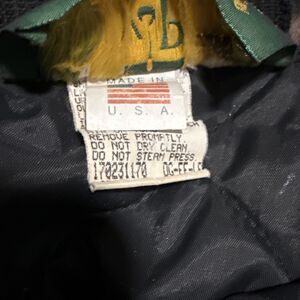 MADE IN
U. S. A.
REMOVE PROMPTLY.
DO NOT DRY CLEAN
DO NOT STEAM PRESS
170231170